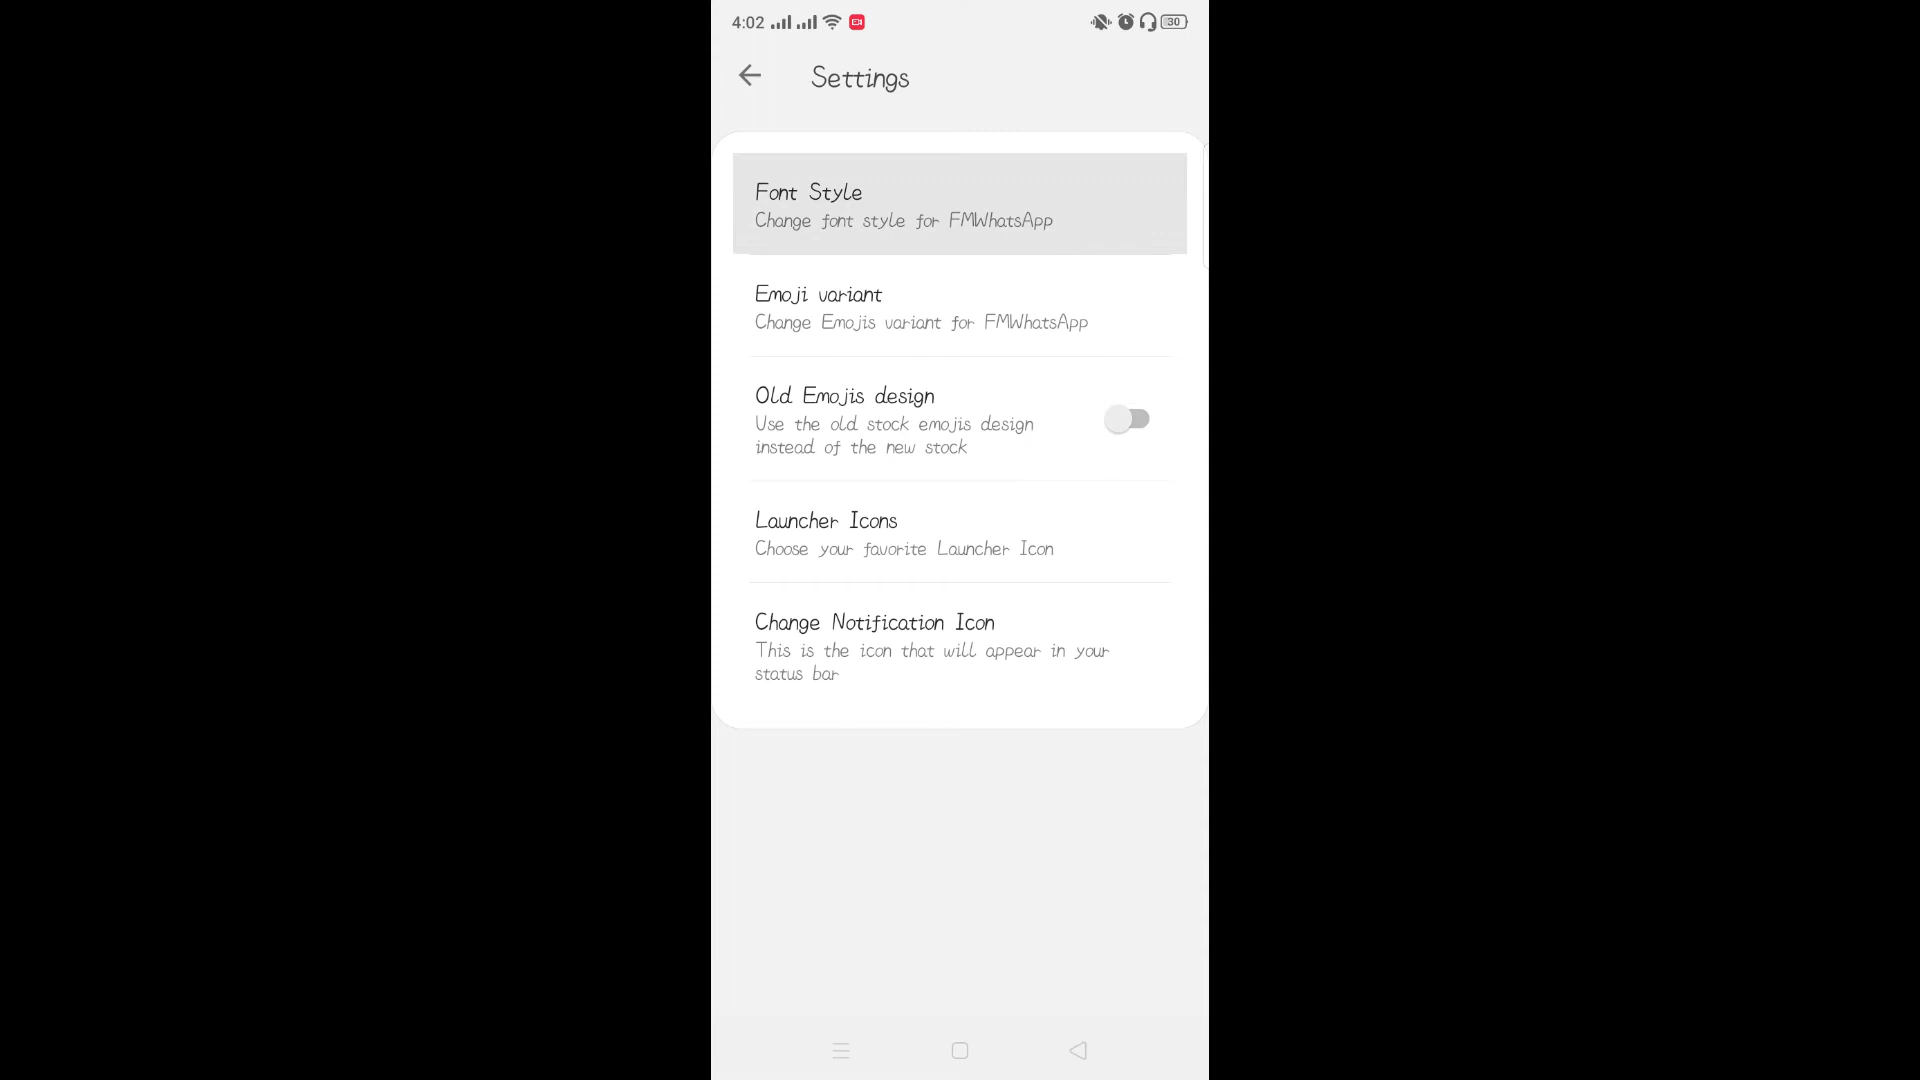 4:02
30
Settings
Font Style
Change font style for FMWhatsApp
Emoji variant
Change Emojis variant for FMWhatsApp
Old Emojis design
Use the old stock emojis design
instead of the new stock
Launcher Icons
Choose your favorite Launcher Icon
Change Notification Icon
This is the icon that will appear in your
status bar